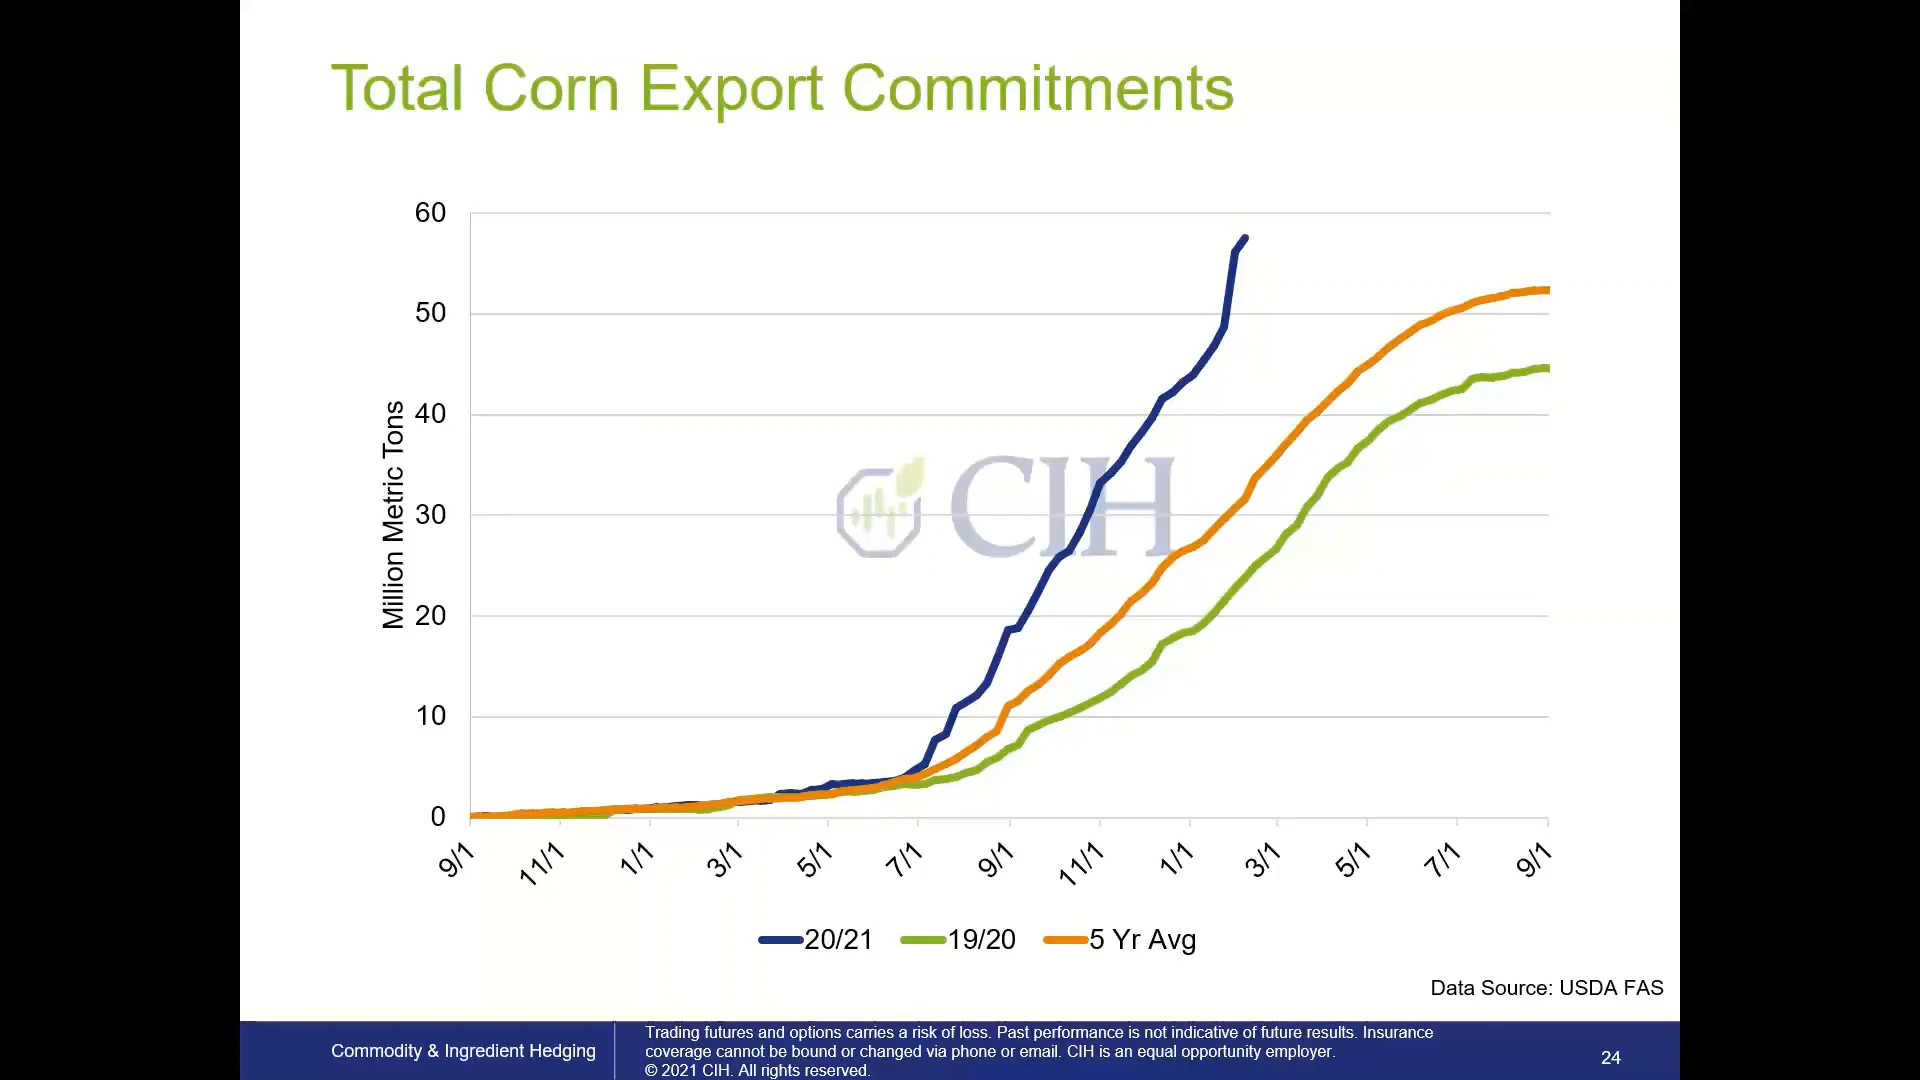 Total Corn Export Commitments
60
50
40
30
20
10
0
Million Metric Tons
CIH
9/1
11/1
1/1
3/1
5/1
7/1
9/1
11/1
1/1
3/1
5/1
7/1
9/1
20/21
19/20
5 Yr Avg
Data Source: USDA FAS
Commodity & Ingredient Hedging
Trading futures and options carries a risk of loss. Past performance is not indicative of future results. Insurance
coverage cannot be bound or changed via phone or email. CIH is an equal opportunity employer.
© 2021 CIH. All rights reserved.
24